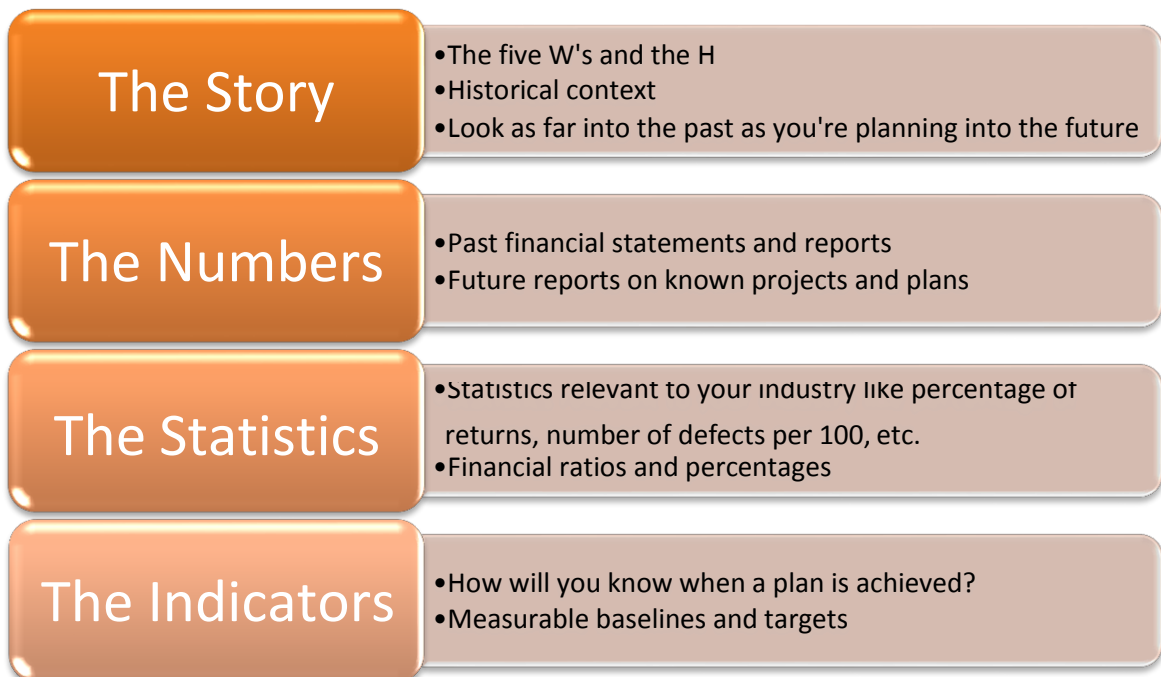 The Story
•The five W's and the H
•Historical context
•Look as far into the past as you're planning into the future
The Numbers
•Past financial statements and reports
•Future reports on known projects and plans
The Statistics
•Statistics relevant to your industry like percentage of
returns, number of defects per 100, etc.
•Financial ratios and percentages
The Indicators
•How will you know when a plan is achieved?
•Measurable baselines and targets